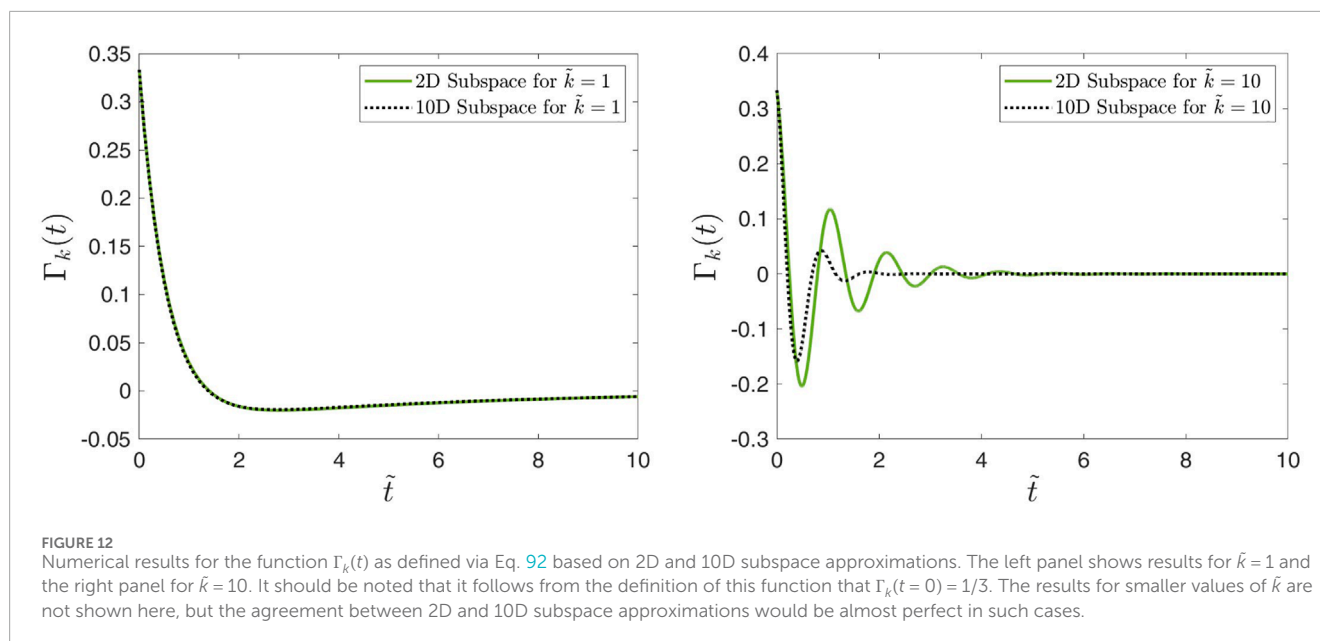 0.35
0.3
0.25
0.2
0.15
0.1
0.05
0
-0.05
Γₖ(t)
2D Subspace for k̃ = 1
10D Subspace for k̃ = 1
0 2 4 6 8 10
t̃
0.4
0.3
0.2
0.1
0
-0.1
-0.2
-0.3
Γₖ(t)
2D Subspace for k̃ = 10
10D Subspace for k̃ = 10
0 2 4 6 8 10
t̃
FIGURE 12
Numerical results for the function Γₖ(t) as defined via Eq. 92 based on 2D and 10D subspace approximations. The left panel shows results for k̃ = 1 and
the right panel for k̃ = 10. It should be noted that it follows from the definition of this function that Γₖ(t = 0) = 1/3. The results for smaller values of k̃ are
not shown here, but the agreement between 2D and 10D subspace approximations would be almost perfect in such cases.